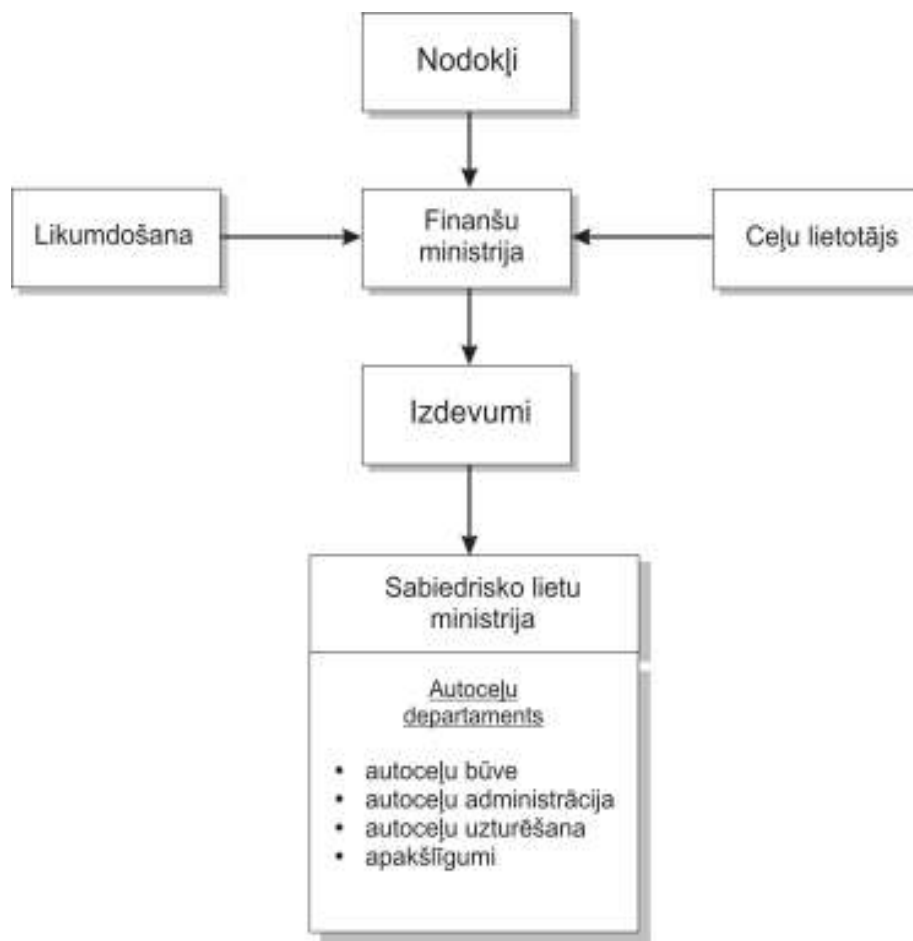 Nodokļi
Likumdošana
Finanšu
ministrija
Ceļu lietotājs
Izdevumi
Sabiedrisko lietu
ministrija
Autoceļu
departaments
• autoceļu būve
• autoceļu administrācija
• autoceļu uzturēšana
• apakšlīgumi